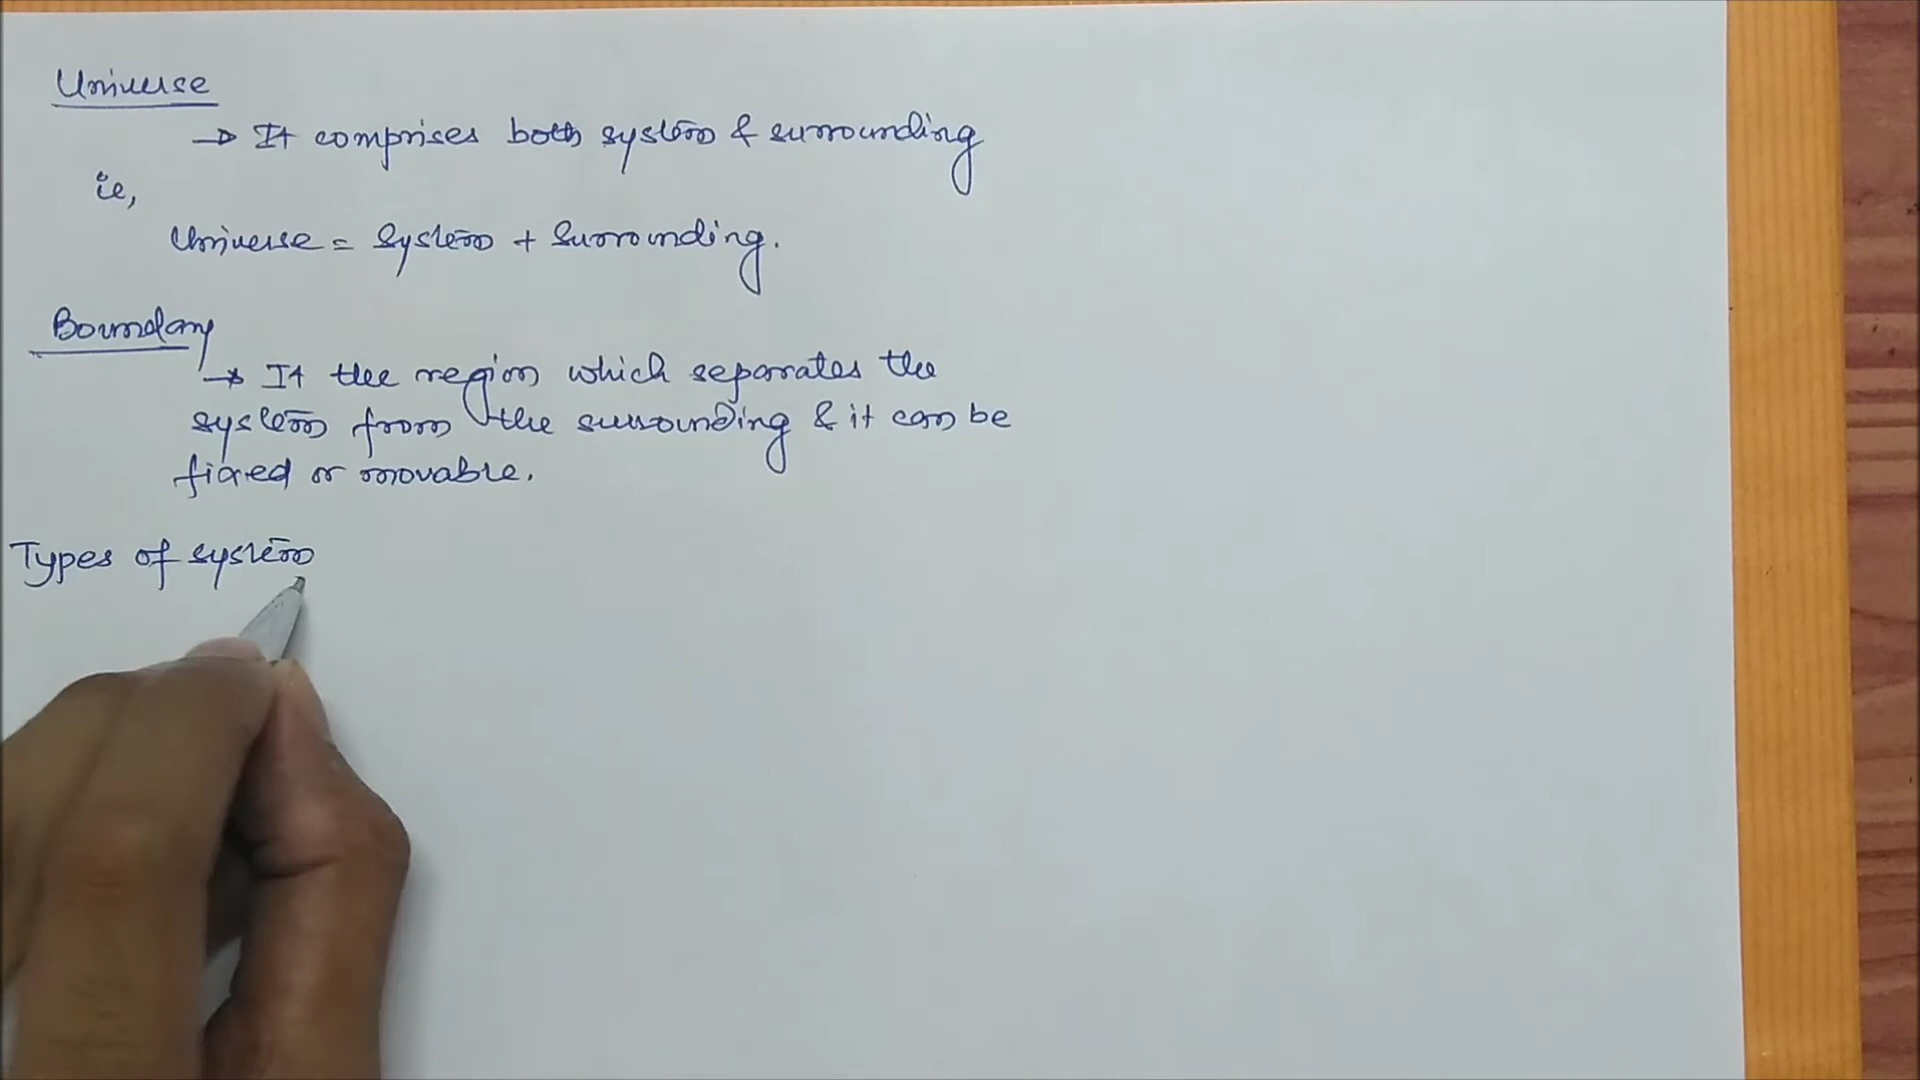 Universe
→ It comprises both system & surrounding
ie,
Universe = System + Surrounding.
Boundary
→ It the region which separates the
system from the surrounding & it can be
fixed or movable.
Types of system